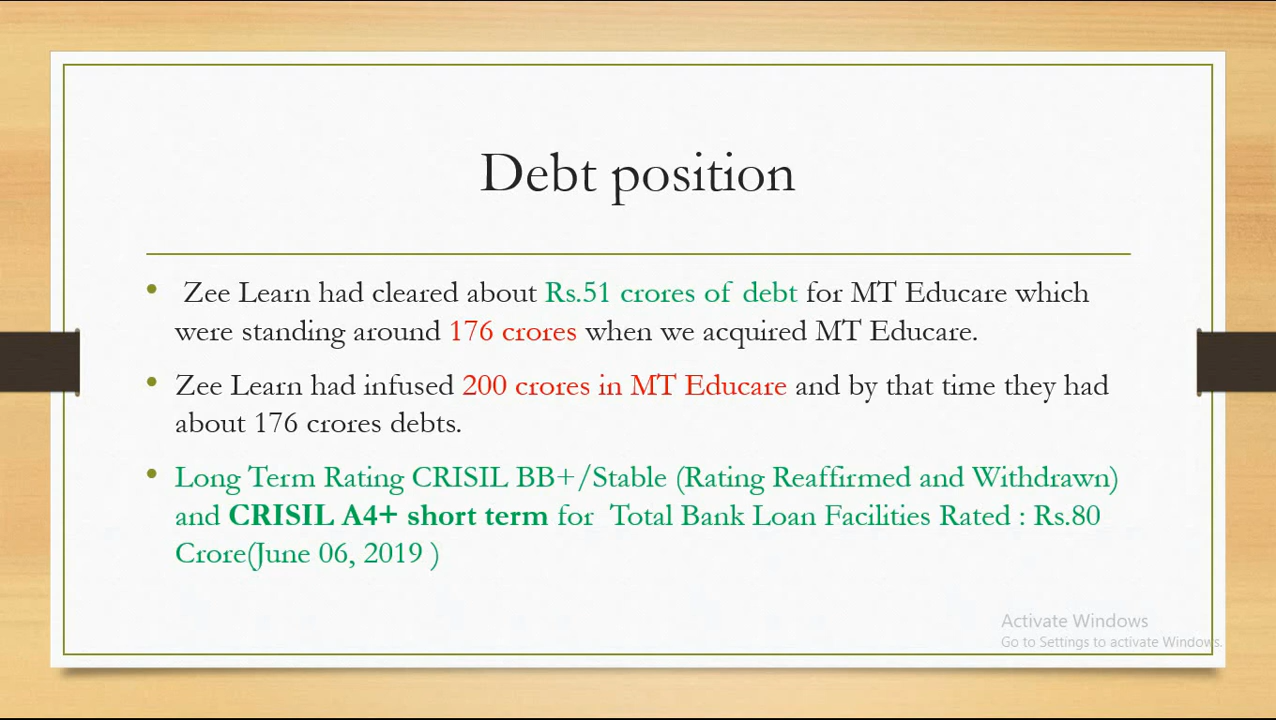 Debt position
• Zee Learn had cleared about Rs.51 crores of debt for MT Educare which
were standing around 176 crores when we acquired MT Educare.
• Zee Learn had infused 200 crores in MT Educare and by that time they had
about 176 crores debts.
• Long Term Rating CRISIL BB+/Stable (Rating Reaffirmed and Withdrawn)
and CRISIL A4+ short term for Total Bank Loan Facilities Rated : Rs.80
Crore(June 06, 2019 )
Activate Windows
Go to Settings to activate Windows.